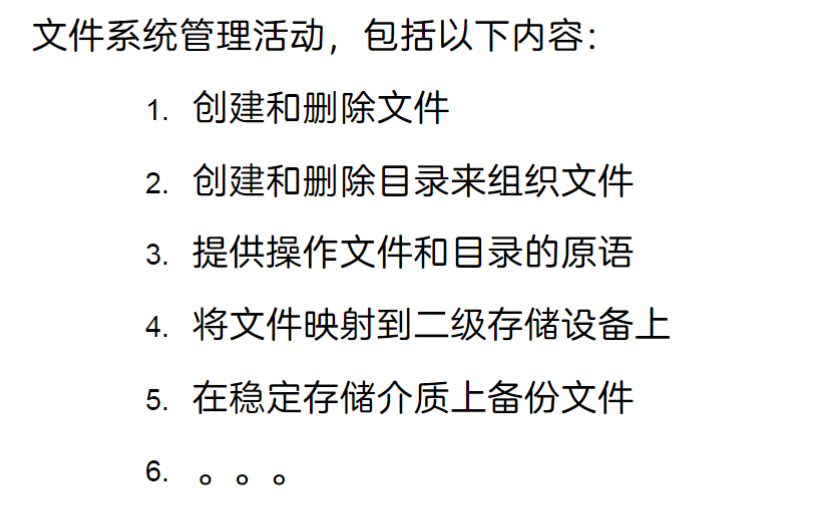 文件系统管理活动，包括以下内容：
1. 创建和删除文件
2. 创建和删除目录来组织文件
3. 提供操作文件和目录的原语
4. 将文件映射到二级存储设备上
5. 在稳定存储介质上备份文件
6. 。。。